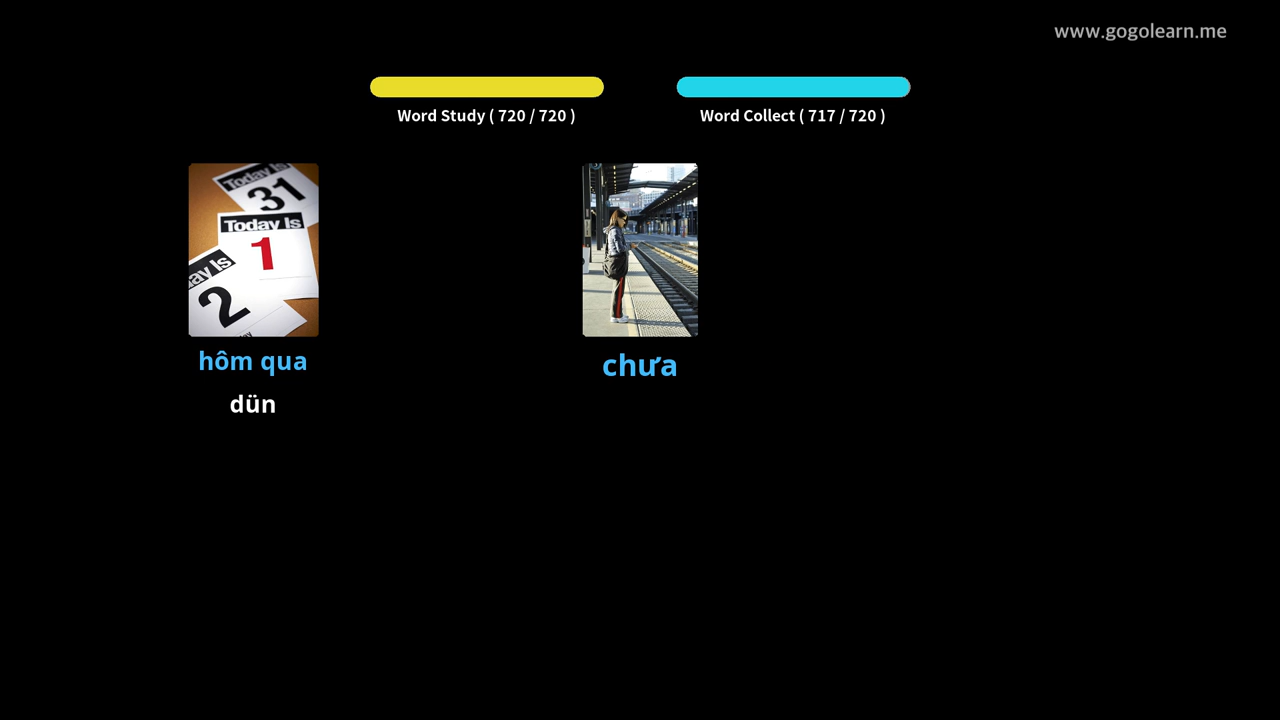 www.gogolearn.me
Word Study ( 720 / 720 )
Word Collect ( 717 / 720 )
Today Is
31
Today Is
1
ay Is
2
hôm qua
dün
chưa